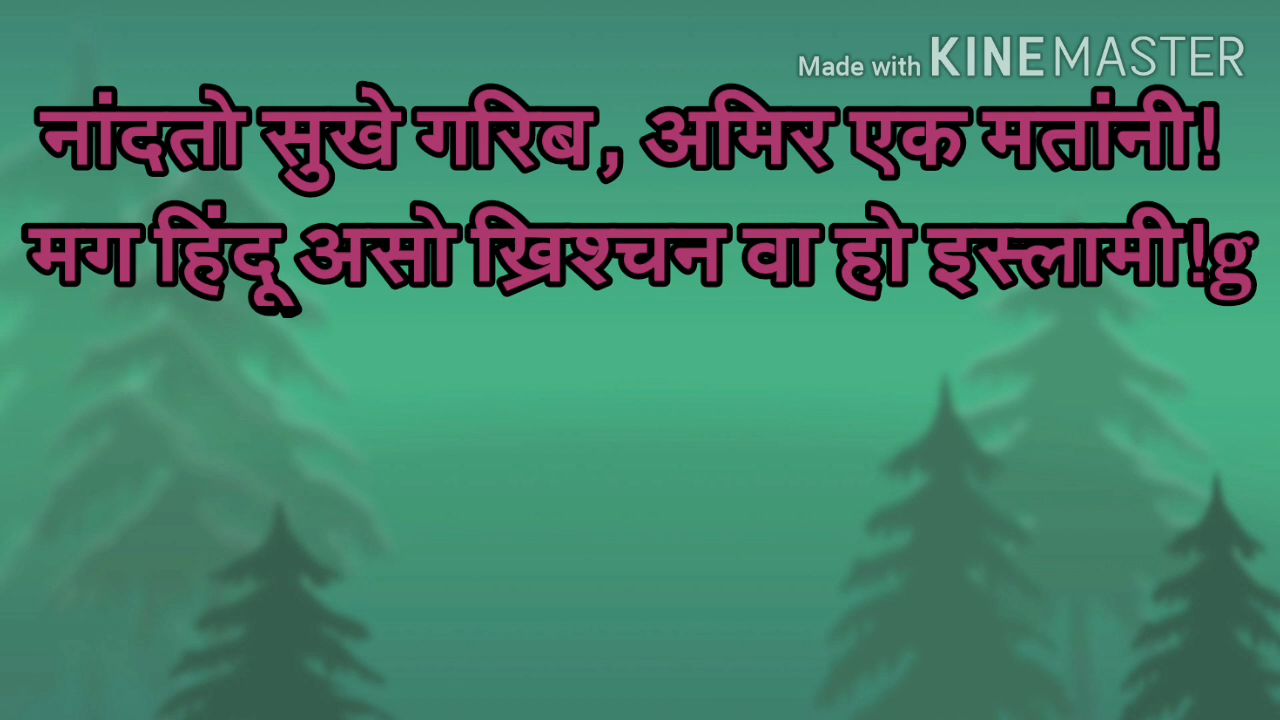 Made with KINEMASTER
नांदतो सुखे गरिब, अमिर एक मतांनी!
मग हिंदू असो ख्रिश्चन वा हो इस्लामी!g